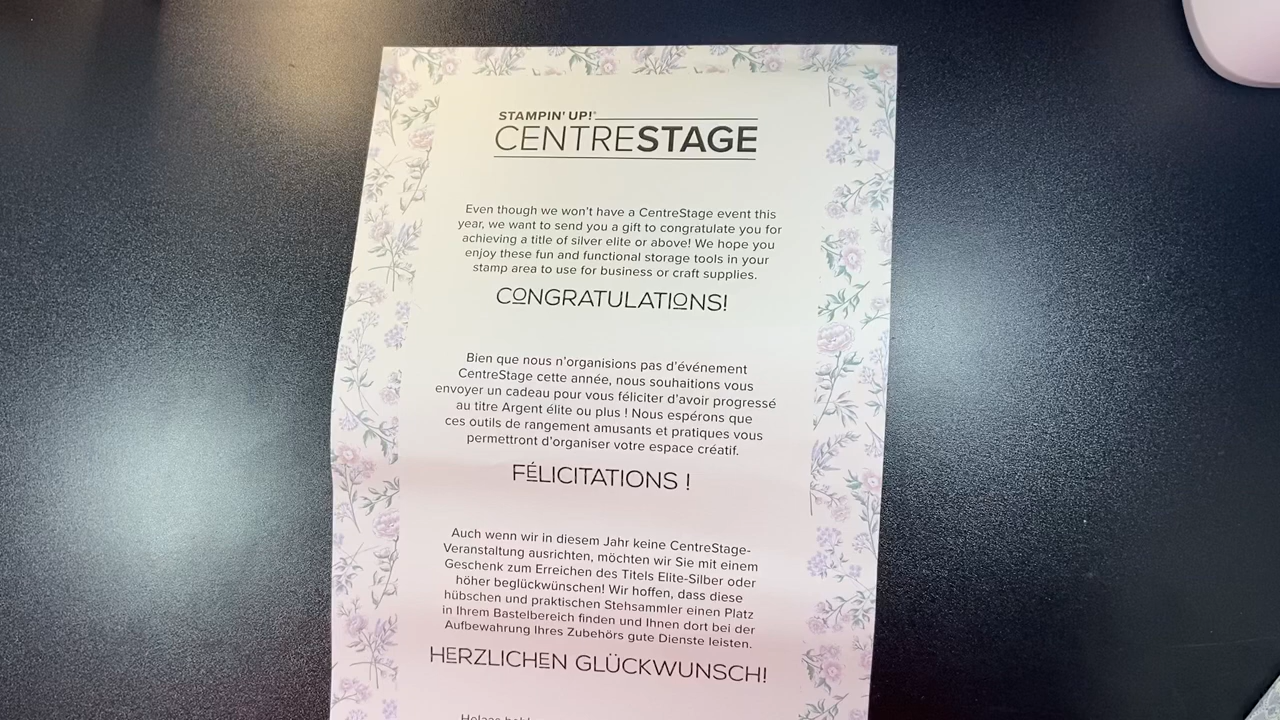 STAMPIN' UP!®
CENTRESTAGE
Even though we won't have a CentreStage event this
year, we want to send you a gift to congratulate you for
achieving a title of silver elite or above! We hope you
enjoy these fun and functional storage tools in your
stamp area to use for business or craft supplies.
CONGRATULATIONS!
Bien que nous n'organisions pas d'événement
CentreStage cette année, nous souhaitions vous
envoyer un cadeau pour vous féliciter d'avoir progressé
au titre Argent élite ou plus ! Nous espérons que
ces outils de rangement amusants et pratiques vous
permettront d'organiser votre espace créatif.
FÉLICITATIONS !
Auch wenn wir in diesem Jahr keine CentreStage-
Veranstaltung ausrichten, möchten wir Sie mit einem
Geschenk zum Erreichen des Titels Elite-Silber oder
höher beglückwünschen! Wir hoffen, dass diese
hübschen und praktischen Stehsammler einen Platz
in Ihrem Bastelbereich finden und Ihnen dort bei der
Aufbewahrung Ihres Zubehörs gute Dienste leisten.
HERZLICHEN GLÜCKWUNSCH!